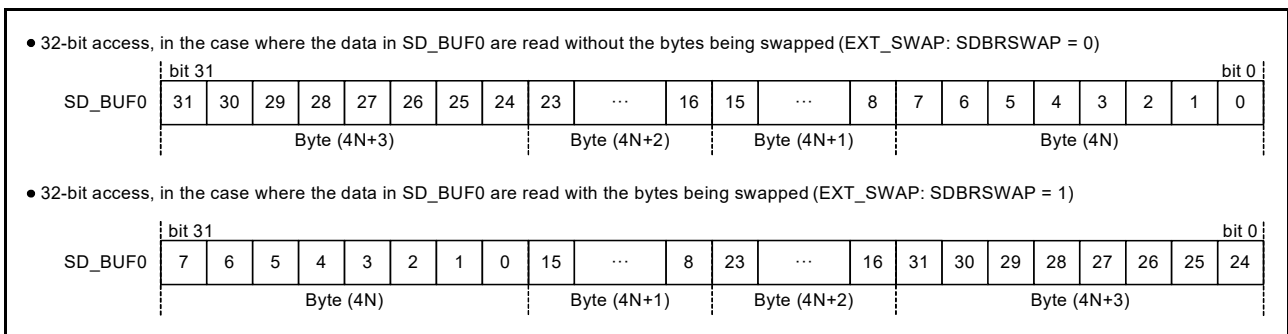 ● 32-bit access, in the case where the data in SD_BUF0 are read without the bytes being swapped (EXT_SWAP: SDBRSWAP = 0)
bit 31 bit 0
SD_BUF0 31 30 29 28 27 26 25 24 23 ··· 16 15 ··· 8 7 6 5 4 3 2 1 0
Byte (4N+3) Byte (4N+2) Byte (4N+1) Byte (4N)
● 32-bit access, in the case where the data in SD_BUF0 are read with the bytes being swapped (EXT_SWAP: SDBRSWAP = 1)
bit 31 bit 0
SD_BUF0 7 6 5 4 3 2 1 0 15 ··· 8 23 ··· 16 31 30 29 28 27 26 25 24
Byte (4N) Byte (4N+1) Byte (4N+2) Byte (4N+3)